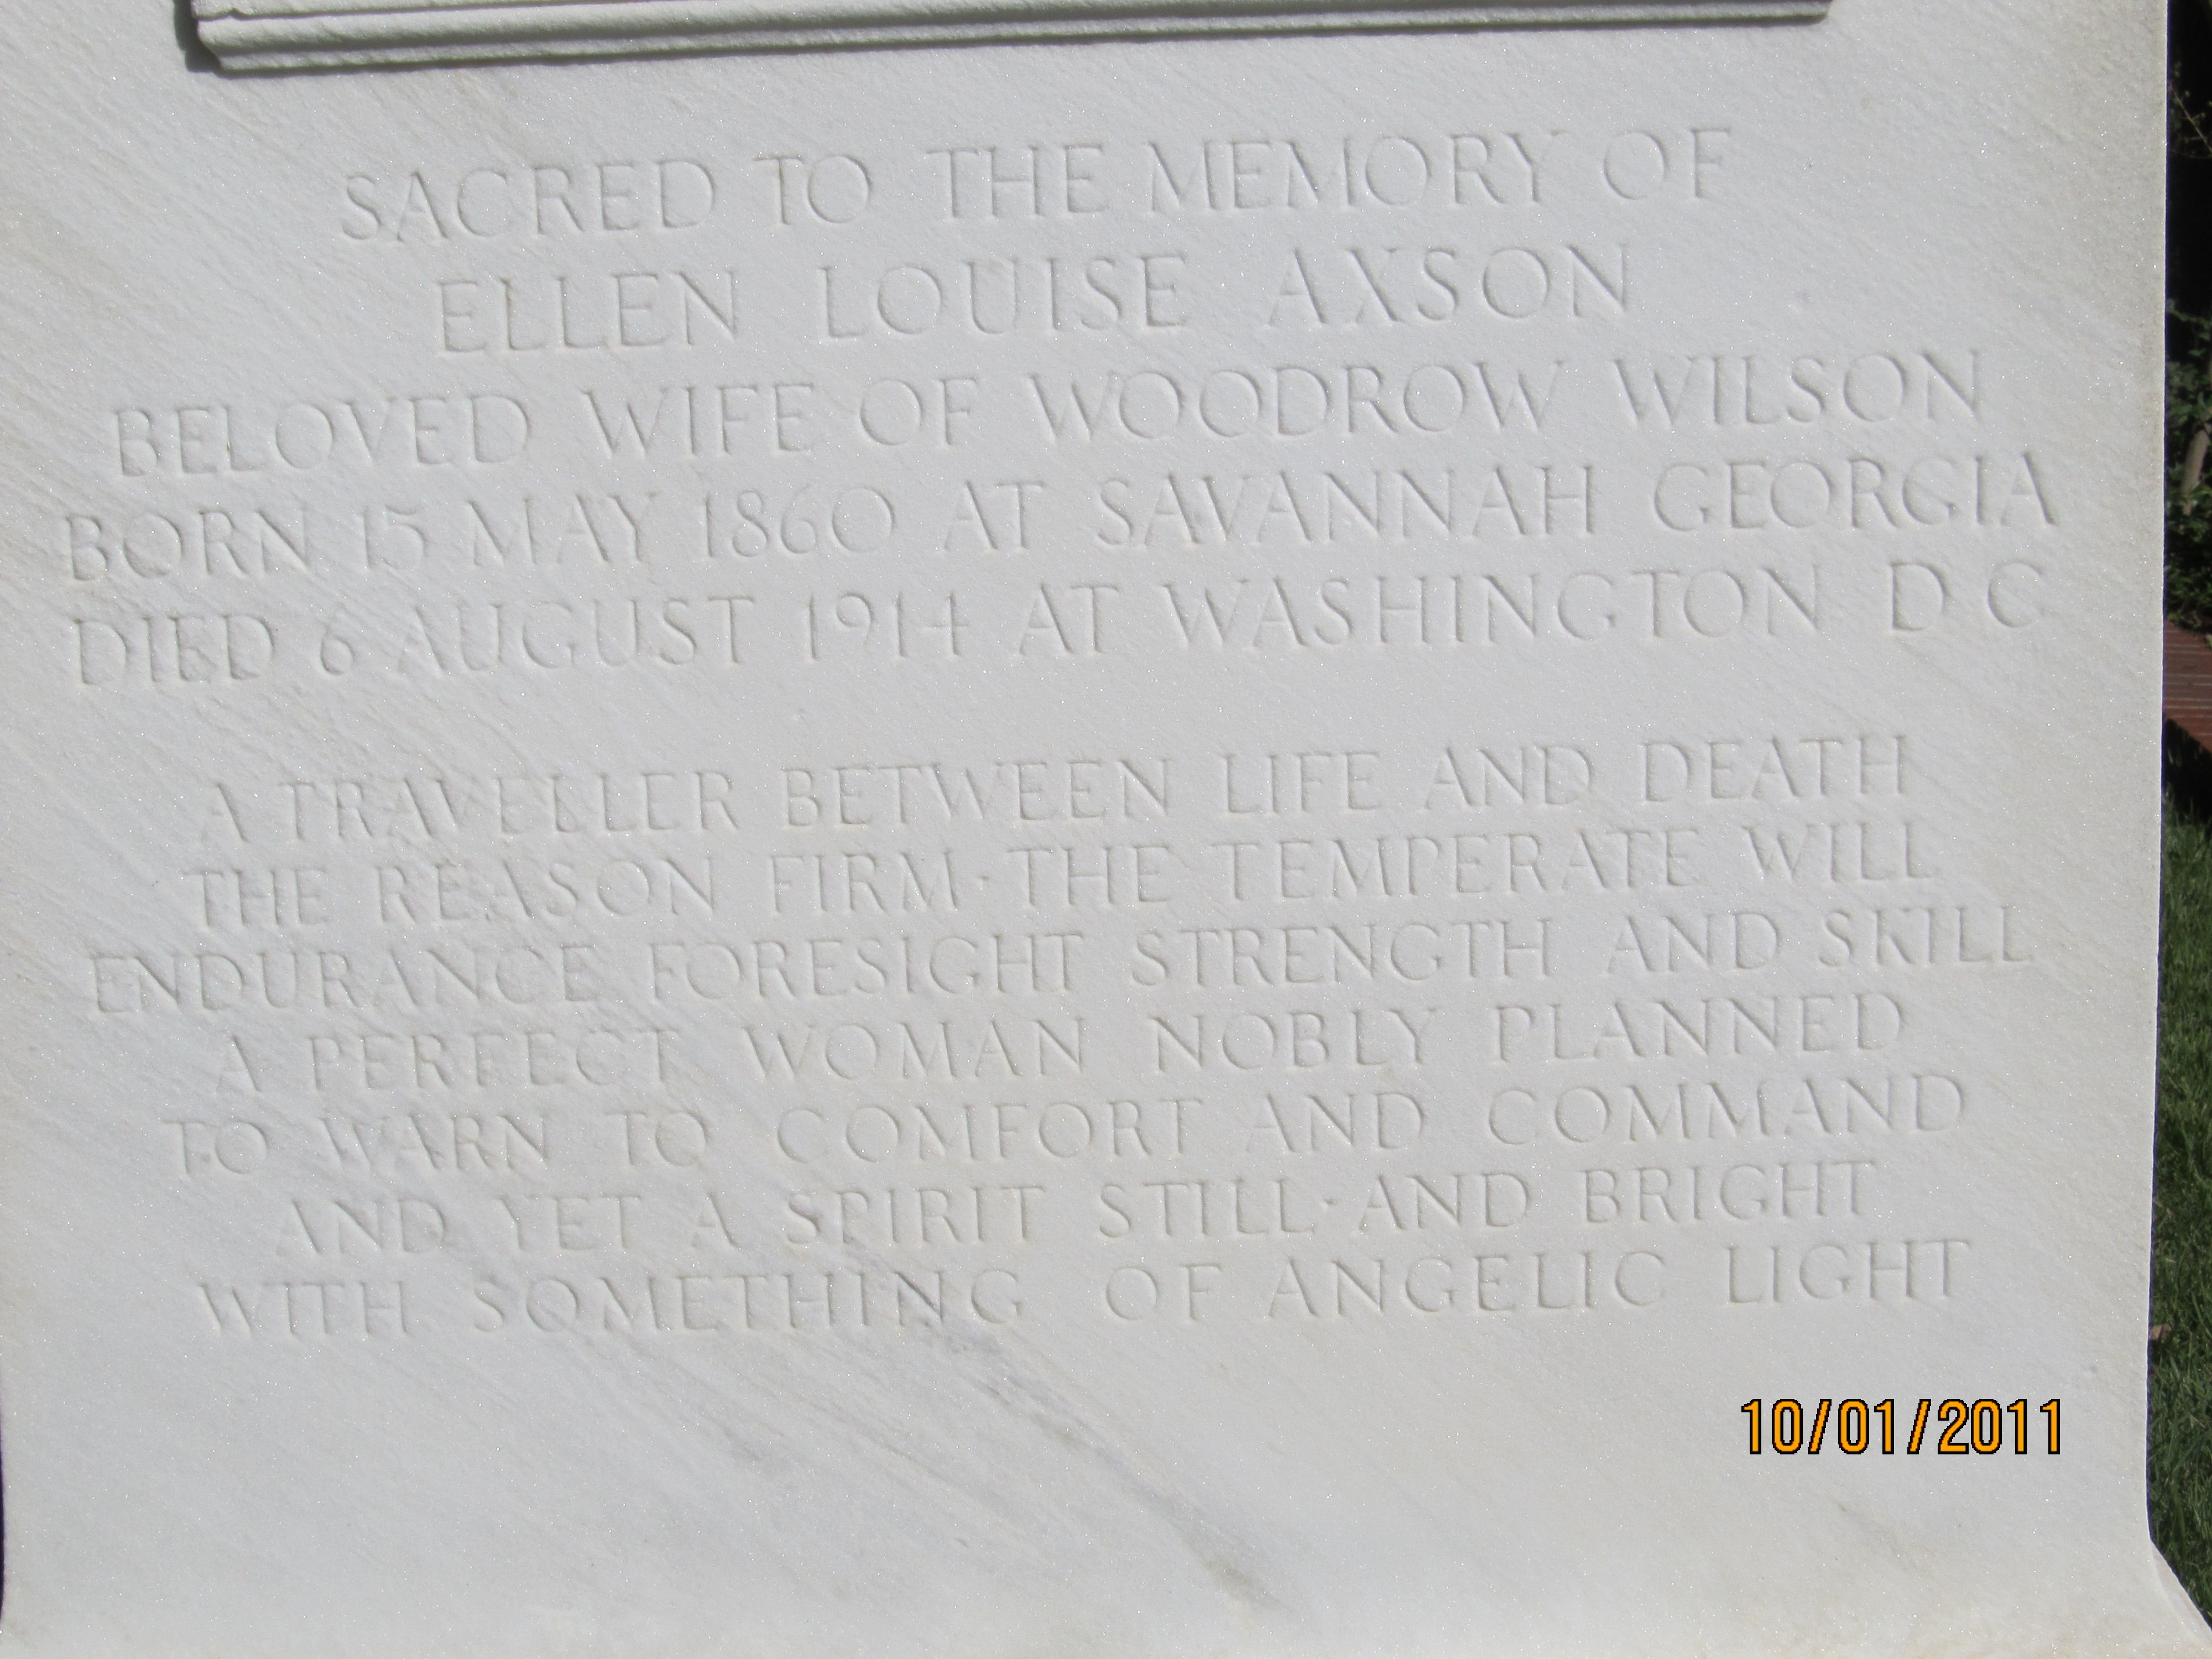 SACRED TO THE MEMORY OF
ELLEN LOUISE AXSON
BELOVED WIFE OF WOODROW WILSON
BORN 15 MAY 1860 AT SAVANNAH GEORGIA
DIED 6 AUGUST 1914 AT WASHINGTON D C
A TRAVELLER BETWEEN LIFE AND DEATH
THE REASON FIRM · THE TEMPERATE WILL
ENDURANCE FORESIGHT STRENGTH AND SKILL
A PERFECT WOMAN NOBLY PLANNED
TO WARN TO COMFORT AND COMMAND
AND YET A SPIRIT STILL · AND BRIGHT
WITH SOMETHING OF ANGELIC LIGHT
10/01/2011